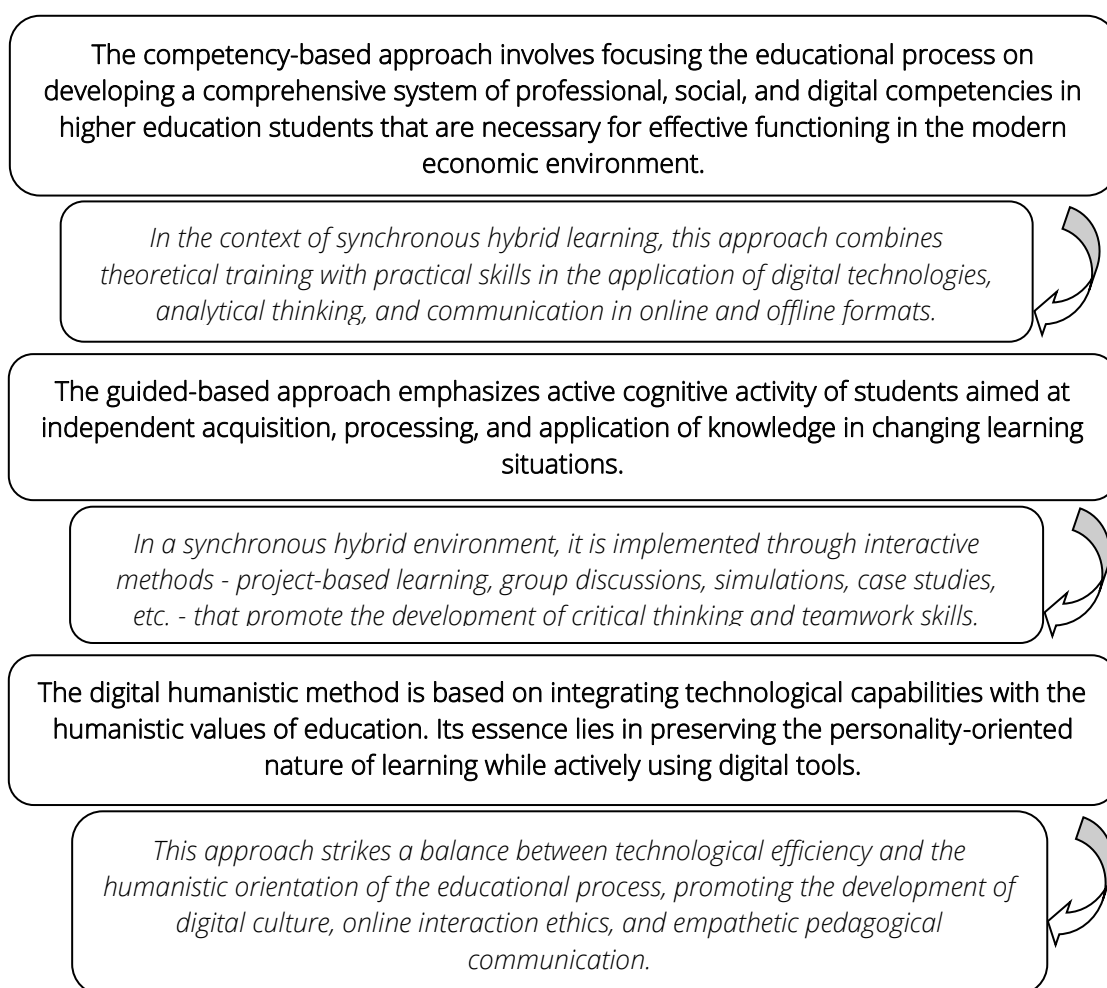 The competency-based approach involves focusing the educational process on
developing a comprehensive system of professional, social, and digital competencies in
higher education students that are necessary for effective functioning in the modern
economic environment.
In the context of synchronous hybrid learning, this approach combines
theoretical training with practical skills in the application of digital technologies,
analytical thinking, and communication in online and offline formats.
The guided-based approach emphasizes active cognitive activity of students aimed at
independent acquisition, processing, and application of knowledge in changing learning
situations.
In a synchronous hybrid environment, it is implemented through interactive
methods - project-based learning, group discussions, simulations, case studies,
etc. - that promote the development of critical thinking and teamwork skills.
The digital humanistic method is based on integrating technological capabilities with the
humanistic values of education. Its essence lies in preserving the personality-oriented
nature of learning while actively using digital tools.
This approach strikes a balance between technological efficiency and the
humanistic orientation of the educational process, promoting the development of
digital culture, online interaction ethics, and empathetic pedagogical
communication.